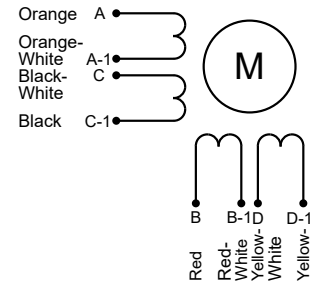 Orange A
Orange-
White A-1
Black- C
White
Black C-1
M
B B-1 D D-1
Red
Red-
White
Yellow-
White
Yellow-